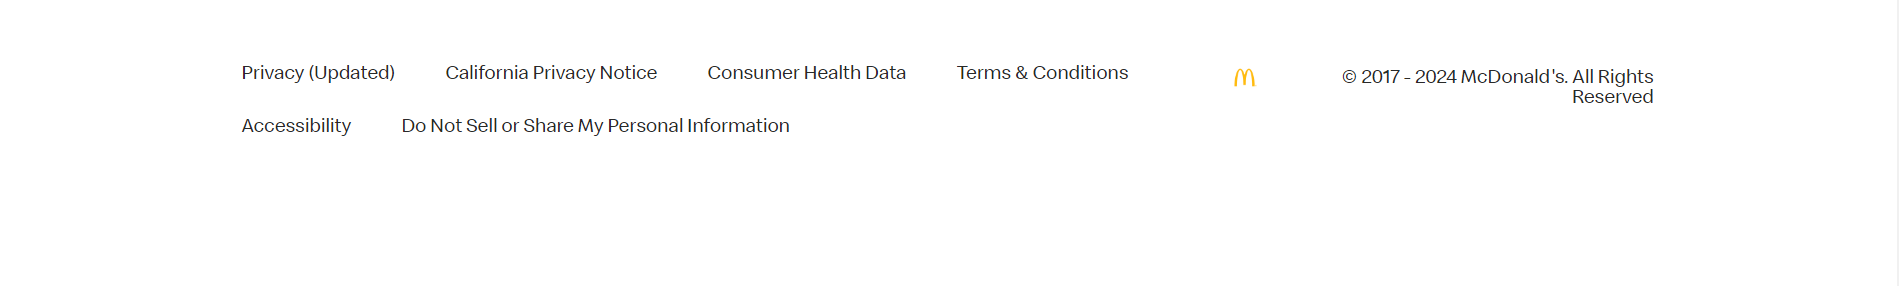 Privacy (Updated) California Privacy Notice Consumer Health Data Terms & Conditions
Accessibility Do Not Sell or Share My Personal Information
© 2017 - 2024 McDonald's. All Rights
Reserved